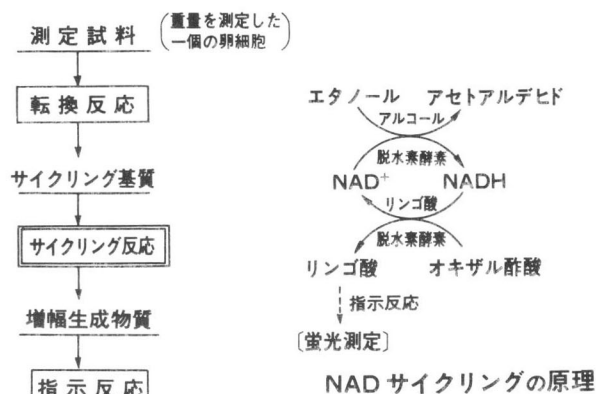 測定試料
(重量を測定した
一個の卵細胞)
転換反応
サイクリング基質
サイクリング反応
増幅生成物質
指示反応
エタノール アセトアルデヒド
アルコール
脱水素酵素
NAD⁺ NADH
リンゴ酸
脱水素酵素
リンゴ酸 オキザル酢酸
指示反応
〔蛍光測定〕
NADサイクリングの原理